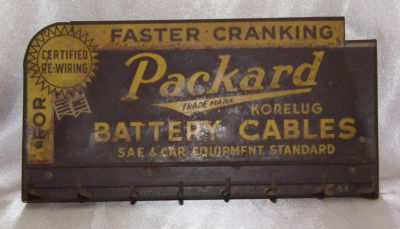 FOR
CERTIFIED
RE-WIRING
FASTER CRANKING
Packard
TRADE MARK
KORELUG
BATTERY CABLES
SAE & CAR EQUIPMENT STANDARD